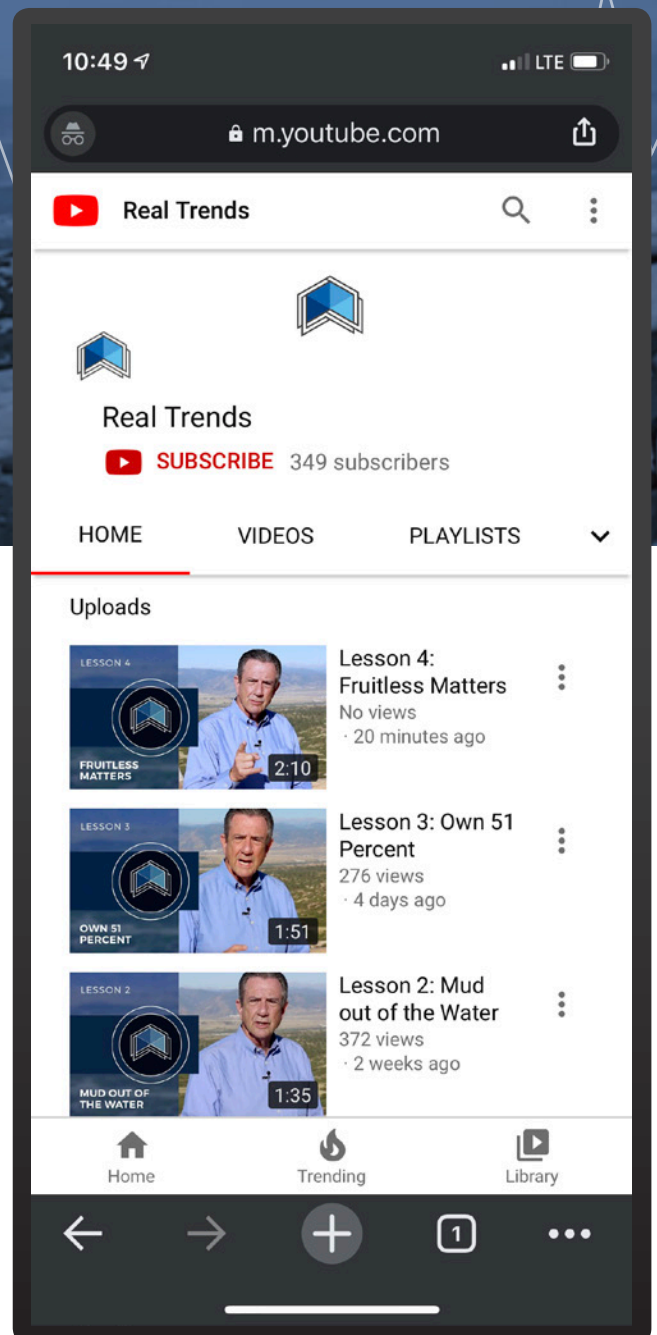 10:49
LTE
m.youtube.com
Real Trends
Real Trends
SUBSCRIBE 349 subscribers
HOME VIDEOS PLAYLISTS
Uploads
LESSON 4
FRUITLESS
MATTERS
2:10
Lesson 4:
Fruitless Matters
No views
· 20 minutes ago
LESSON 3
OWN 51
PERCENT
1:51
Lesson 3: Own 51
Percent
276 views
· 4 days ago
LESSON 2
MUD OUT OF
THE WATER
1:35
Lesson 2: Mud
out of the Water
372 views
· 2 weeks ago
Home Trending Library
1